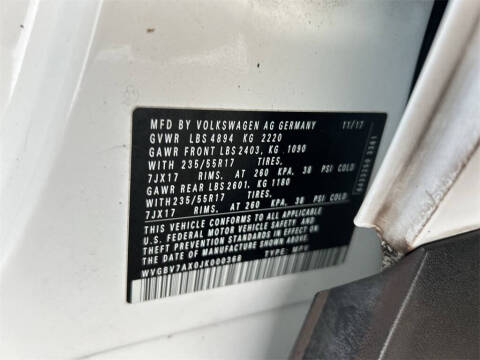 MFD BY VOLKSWAGEN AG GERMANY 11/17
GVWR LBS 4894 KG 2220
GAWR FRONT LBS 2403, KG 1090
WITH 235/55R17 TIRES,
7JX17 RIMS, AT 260 KPA, 38 PSI COLD
GAWR REAR LBS 2601, KG 1180
WITH 235/55R17 TIRES,
7JX17 RIMS, AT 260 KPA, 38 PSI COLD
THIS VEHICLE CONFORMS TO ALL APPLICABLE
U.S. FEDERAL MOTOR VEHICLE SAFETY AND
THEFT PREVENTION STANDARDS IN EFFECT ON
THE DATE OF MANUFACTURE SHOWN ABOVE.
WVGBV7AX0JK000368 TYPE: MPV